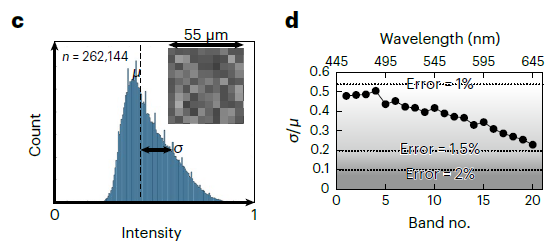 c
55 µm
n = 262,144
μ
σ
Count
0
1
Intensity
d
Wavelength (nm)
445 495 545 595 645
0.6
0.5
0.4
0.3
0.2
0.1
0
σ/μ
Error = 1%
Error = 1.5%
Error = 2%
0 5 10 15 20
Band no.